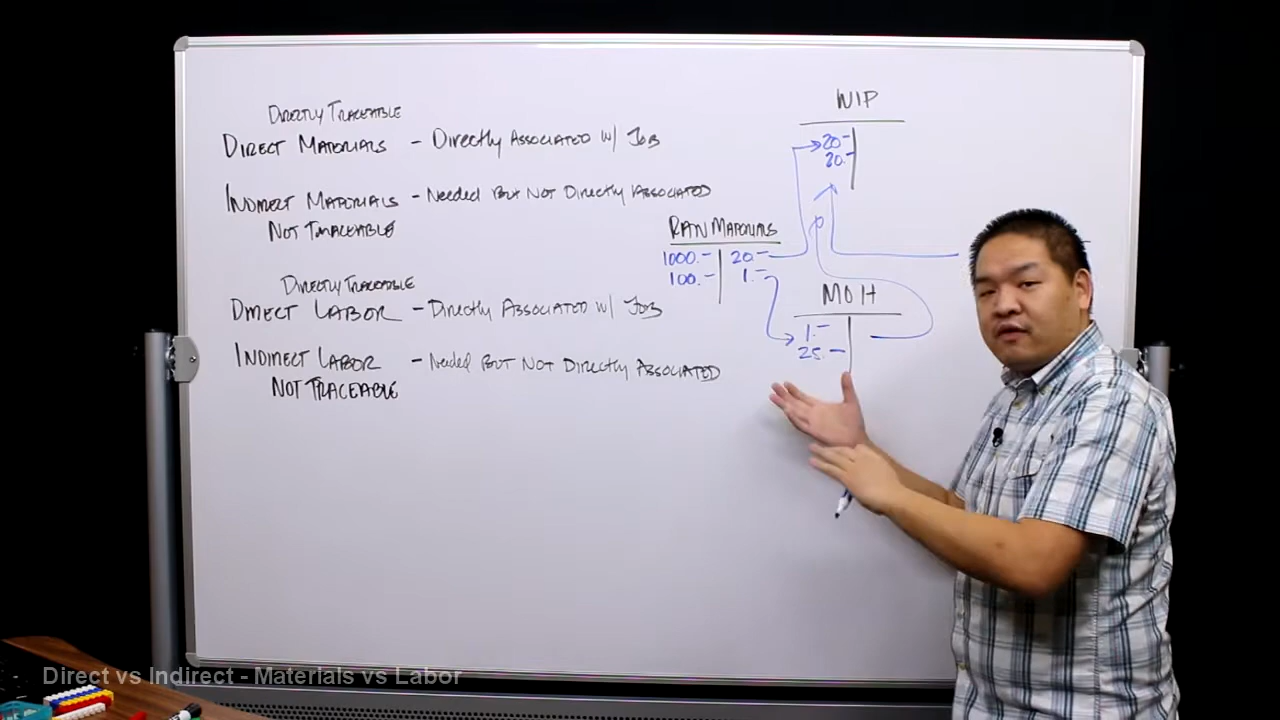 DIRECTLY TRACEABLE
DIRECT MATERIALS - DIRECTLY ASSOCIATED W/ JOB
INDIRECT MATERIALS - NEEDED BUT NOT DIRECTLY ASSOCIATED
NOT TRACEABLE
DIRECTLY TRACEABLE
DIRECT LABOR - DIRECTLY ASSOCIATED W/ JOB
INDIRECT LABOR - NEEDED BUT NOT DIRECTLY ASSOCIATED
NOT TRACEABLE
WIP
20.-
20.-
RAW MATERIALS
1000.- 20.-
100.- 1.-
MOH
1.-
25.-
Direct vs Indirect - Materials vs Labor